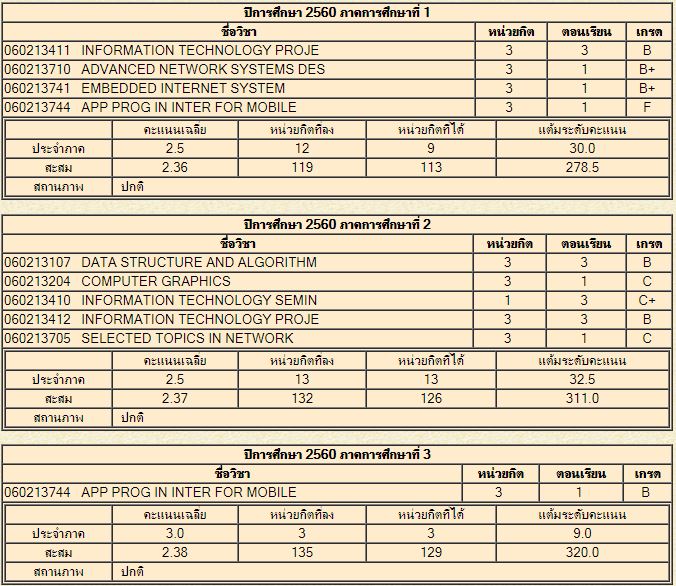 ปีการศึกษา 2560 ภาคการศึกษาที่ 1
ชื่อวิชา หน่วยกิต ตอนเรียน เกรด
060213411 INFORMATION TECHNOLOGY PROJE 3 3 B
060213710 ADVANCED NETWORK SYSTEMS DES 3 1 B+
060213741 EMBEDDED INTERNET SYSTEM 3 1 B+
060213744 APP PROG IN INTER FOR MOBILE 3 1 F
คะแนนเฉลี่ย หน่วยกิตที่ลง หน่วยกิตที่ได้ แต้มระดับคะแนน
ประจำภาค 2.5 12 9 30.0
สะสม 2.36 119 113 278.5
สถานภาพ ปกติ
ปีการศึกษา 2560 ภาคการศึกษาที่ 2
ชื่อวิชา หน่วยกิต ตอนเรียน เกรด
060213107 DATA STRUCTURE AND ALGORITHM 3 3 B
060213204 COMPUTER GRAPHICS 3 1 C
060213410 INFORMATION TECHNOLOGY SEMIN 1 3 C+
060213412 INFORMATION TECHNOLOGY PROJE 3 3 B
060213705 SELECTED TOPICS IN NETWORK 3 1 C
คะแนนเฉลี่ย หน่วยกิตที่ลง หน่วยกิตที่ได้ แต้มระดับคะแนน
ประจำภาค 2.5 13 13 32.5
สะสม 2.37 132 126 311.0
สถานภาพ ปกติ
ปีการศึกษา 2560 ภาคการศึกษาที่ 3
ชื่อวิชา หน่วยกิต ตอนเรียน เกรด
060213744 APP PROG IN INTER FOR MOBILE 3 1 B
คะแนนเฉลี่ย หน่วยกิตที่ลง หน่วยกิตที่ได้ แต้มระดับคะแนน
ประจำภาค 3.0 3 3 9.0
สะสม 2.38 135 129 320.0
สถานภาพ ปกติ